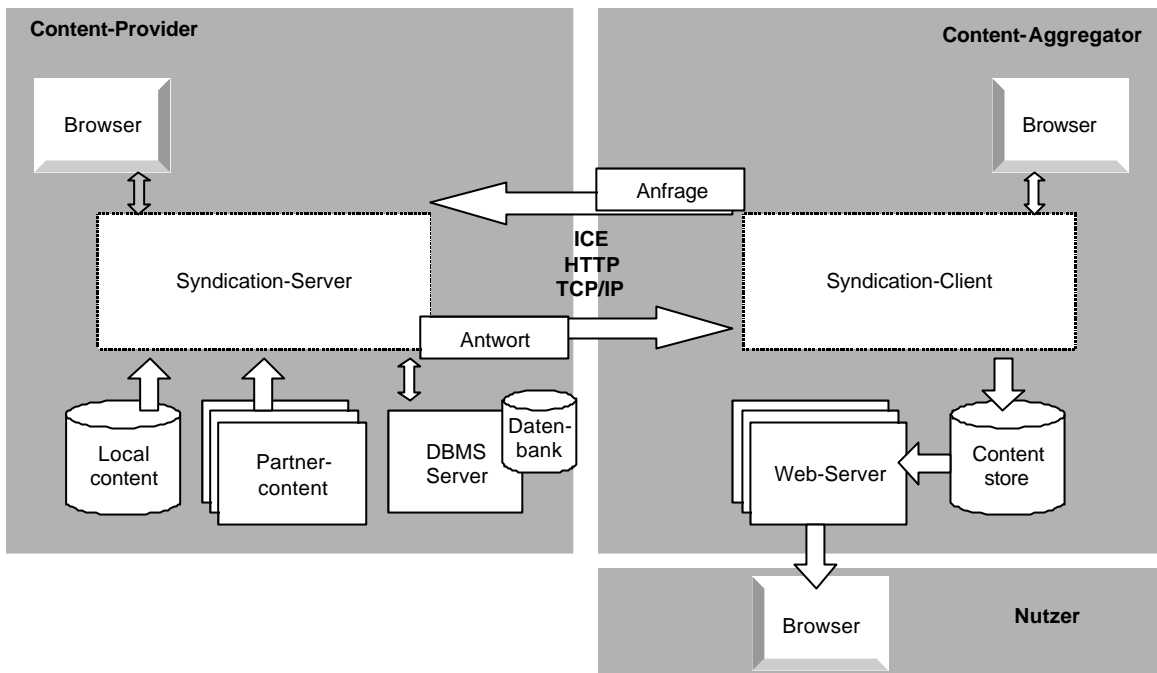 Content-Provider
Content-Aggregator
Browser
Browser
Anfrage
ICE
HTTP
TCP/IP
Syndication-Server
Syndication-Client
Antwort
Local
content
Partner-
content
DBMS
Server
Daten-
bank
Web-Server
Content
store
Browser
Nutzer